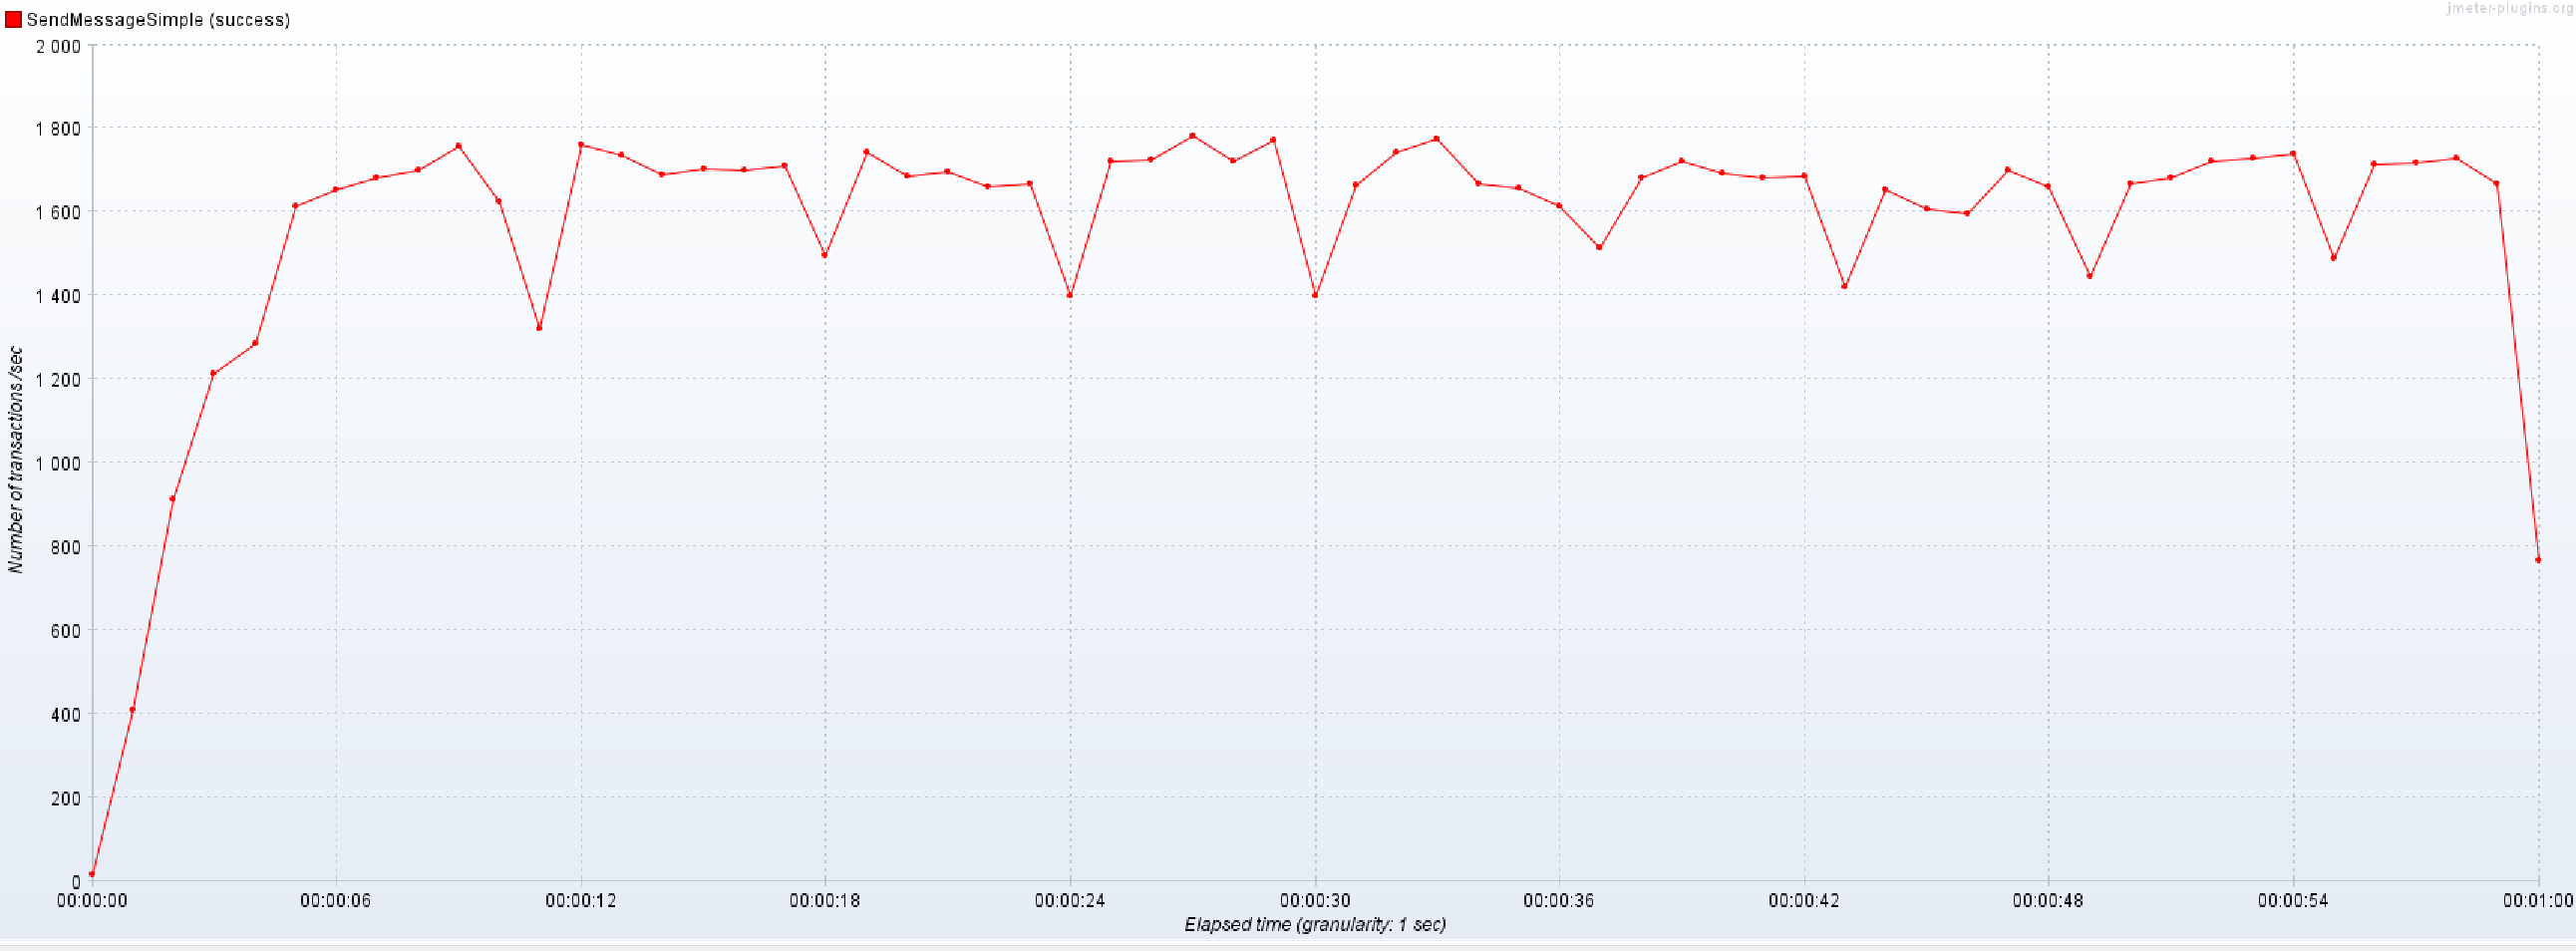 SendMessageSimple (success)
jmeter-plugins.org
2 000
1 800
1 600
1 400
1 200
1 000
800
600
400
200
0
Number of transactions /sec
00:00:00 00:00:06 00:00:12 00:00:18 00:00:24 00:00:30 00:00:36 00:00:42 00:00:48 00:00:54 00:01:00
Elapsed time (granularity: 1 sec)